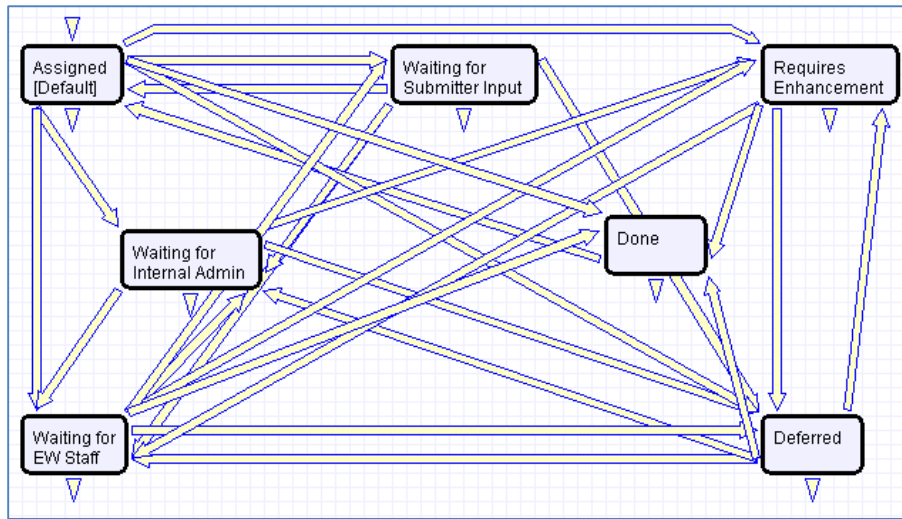 Assigned
[Default]
Waiting for
Submitter Input
Requires
Enhancement
Waiting for
Internal Admin
Done
Waiting for
EW Staff
Deferred